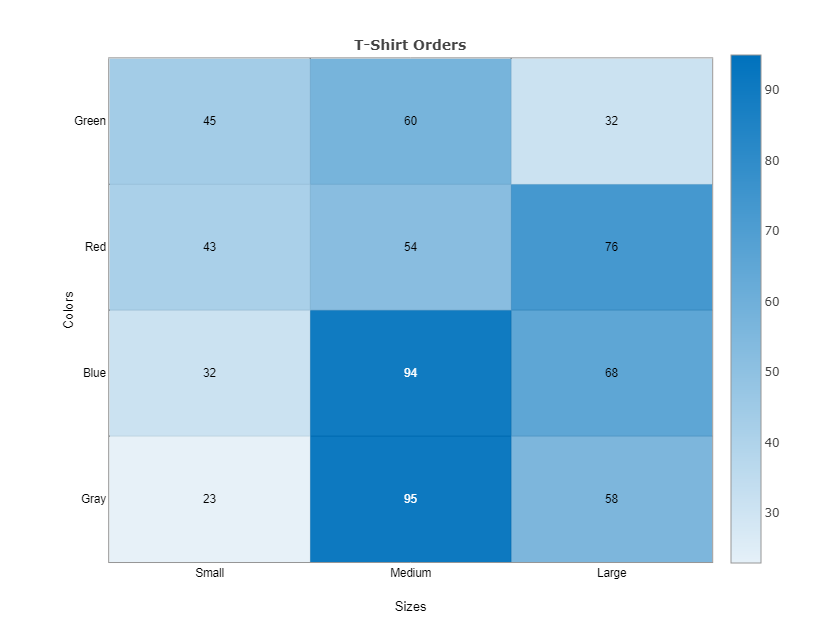 T-Shirt Orders
90
80
70
60
50
40
30
Colors
Green 45 60 32
Red 43 54 76
Blue 32 94 68
Gray 23 95 58
Small Medium Large
Sizes